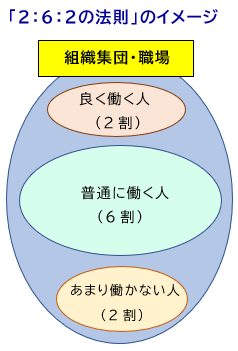 「２：６：２の法則」のイメージ
組織集団・職場
良く働く人
（２割）
普通に働く人
（６割）
あまり働かない人
（２割）